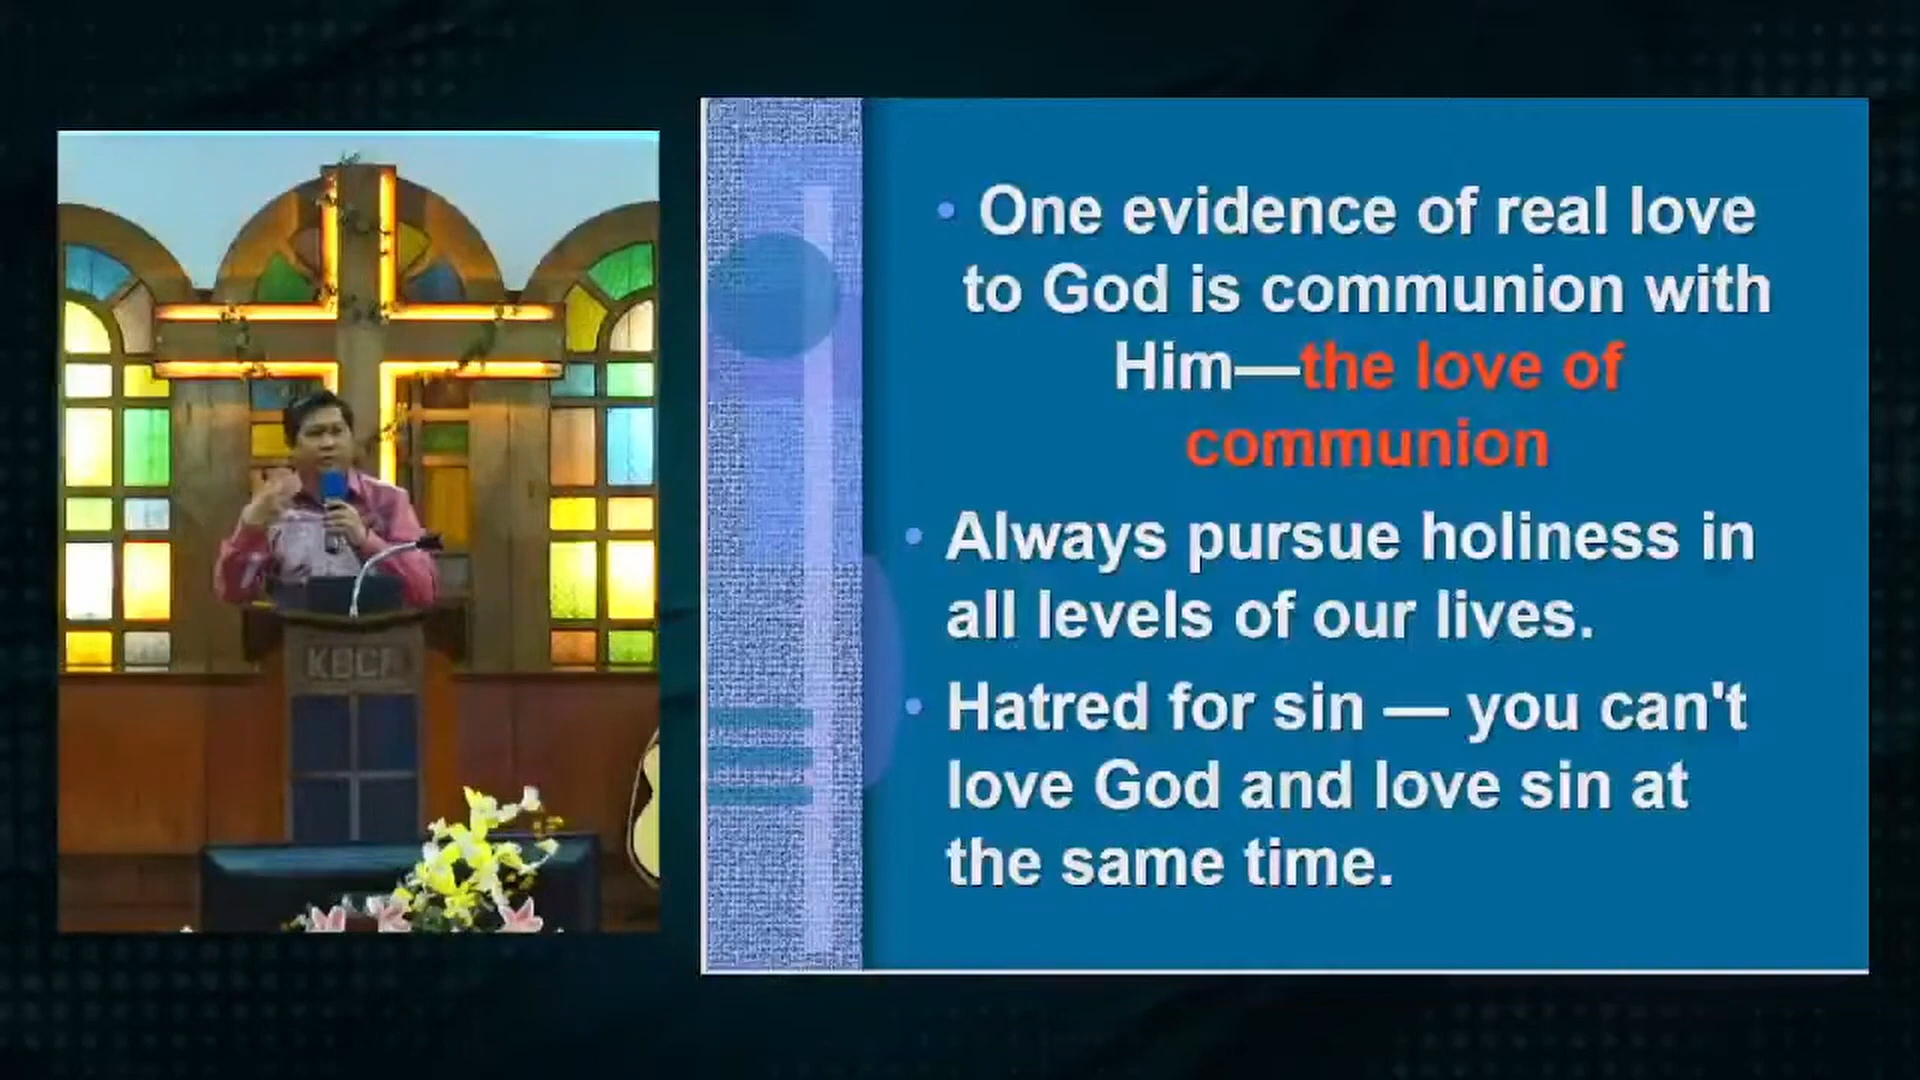 One evidence of real love
to God is communion with
Him—the love of
communion
Always pursue holiness in
all levels of our lives.
Hatred for sin — you can't
love God and love sin at
the same time.